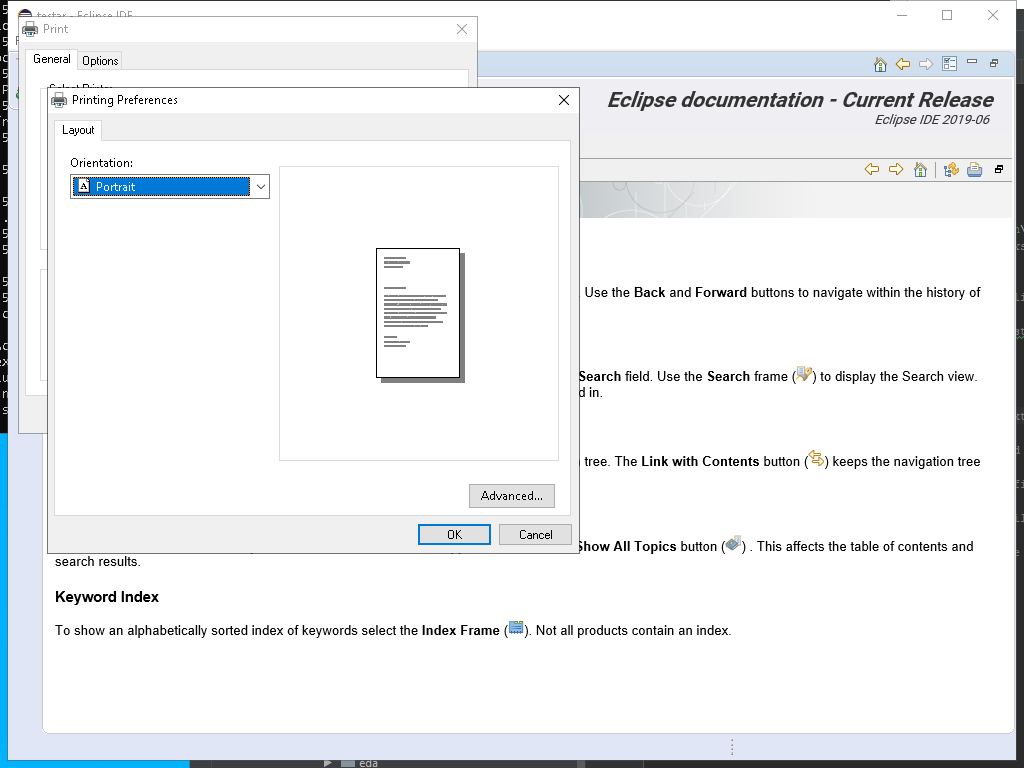 testar - Eclipse IDE
Print
General
Options
Printing Preferences
Layout
Orientation:
Portrait
Advanced...
OK
Cancel
Eclipse documentation - Current Release
Eclipse IDE 2019-06
Use the Back and Forward buttons to navigate within the history of
Search field. Use the Search frame ( ) to display the Search view.
d in.
tree. The Link with Contents button ( ) keeps the navigation tree
Show All Topics button ( ) . This affects the table of contents and
search results.
Keyword Index
To show an alphabetically sorted index of keywords select the Index Frame ( ). Not all products contain an index.
eda